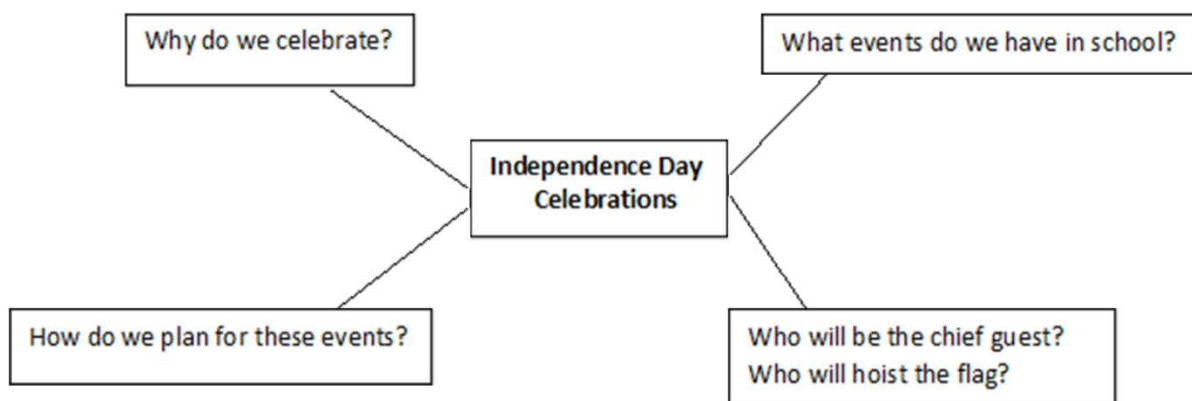 Why do we celebrate?
What events do we have in school?
Independence Day
Celebrations
How do we plan for these events?
Who will be the chief guest?
Who will hoist the flag?